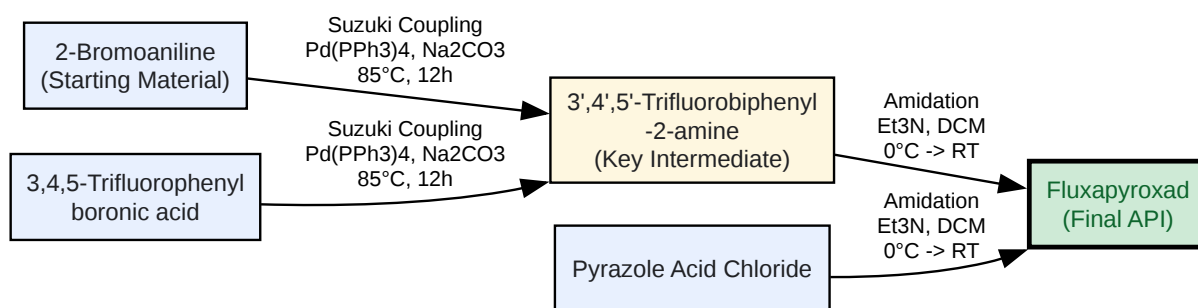 2-Bromoaniline
(Starting Material)
Suzuki Coupling
Pd(PPh3)4, Na2CO3
85°C, 12h
3,4,5-Trifluorophenyl
boronic acid
Suzuki Coupling
Pd(PPh3)4, Na2CO3
85°C, 12h
3',4',5'-Trifluorobiphenyl
-2-amine
(Key Intermediate)
Pyrazole Acid Chloride
Amidation
Et3N, DCM
0°C -> RT
Amidation
Et3N, DCM
0°C -> RT
Fluxapyroxad
(Final API)